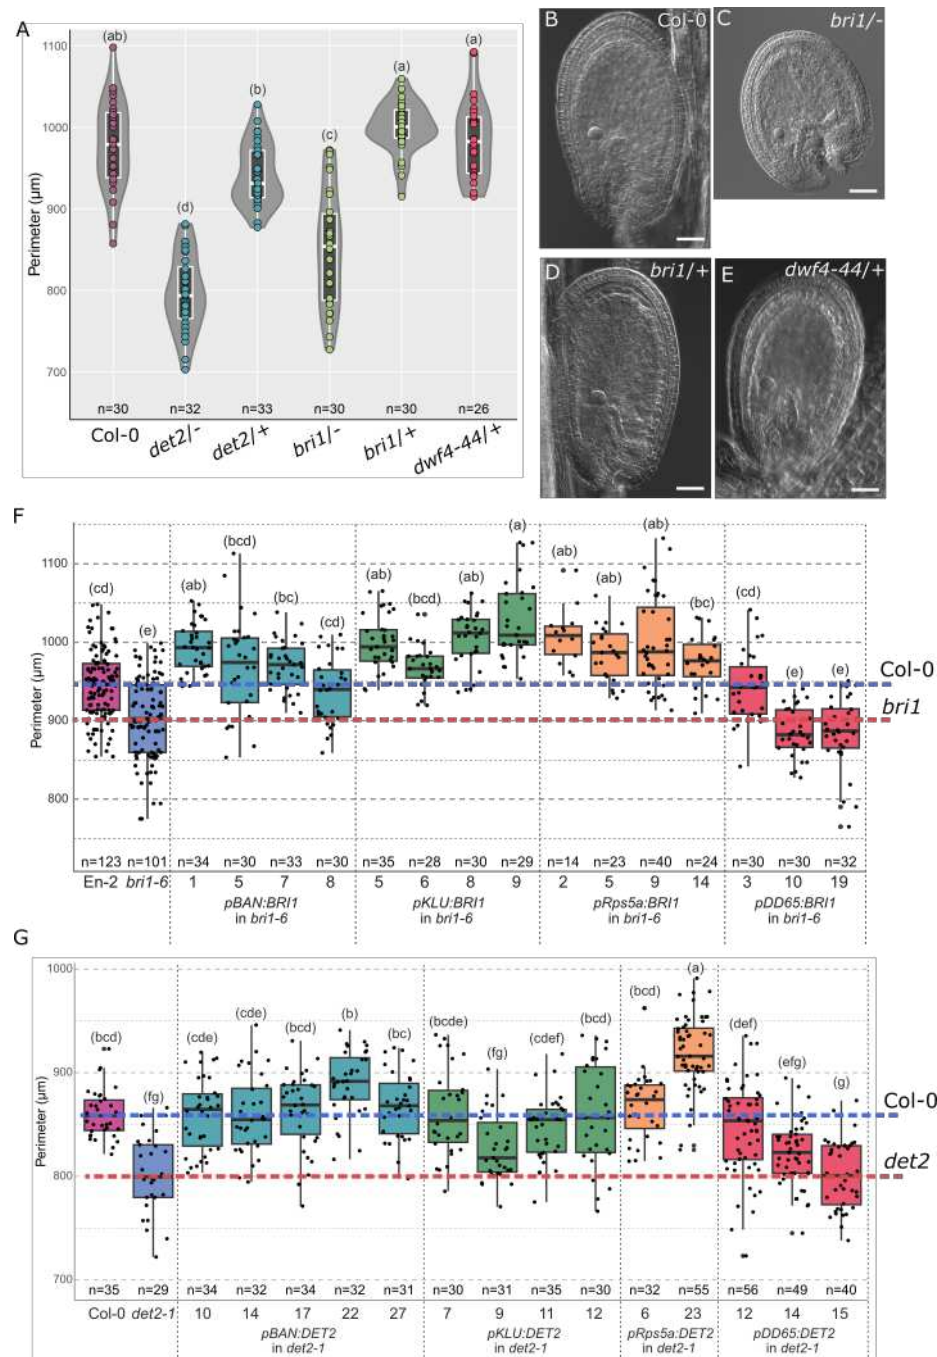 A
Perimeter (µm)
1100
1000
900
800
700
(ab)
(d)
(b)
(c)
(a)
(a)
n=30
n=32
n=33
n=30
n=30
n=26
Col-0
det2/-
det2/+
bri1/-
bri1/+
dwf4-44/+
B
Col-0
C
bri1/-
D
bri1/+
E
dwf4-44/+
F
Perimeter (µm)
1100
1000
900
800
(cd)
(e)
(ab)
(bcd)
(bc)
(cd)
(ab)
(bcd)
(ab)
(a)
(ab)
(ab)
(ab)
(bc)
(cd)
(e)
(e)
Col-0
bri1
n=123 n=101 n=34 n=30 n=33 n=30 n=35 n=28 n=30 n=29 n=14 n=23 n=40 n=24 n=30 n=30 n=32
En-2 bri1-6 1 5 7 8 5 6 8 9 2 5 9 14 3 10 19
pBAN:BRI1 pKLU:BRI1 pRps5a:BRI1 pDD65:BRI1
in bri1-6 in bri1-6 in bri1-6 in bri1-6
G
Perimeter (µm)
1000
900
800
700
(bcd)
(fg)
(cde)
(cde)
(bcd)
(b)
(bc)
(bcde)
(fg)
(cdef)
(bcd)
(bcd)
(a)
(def)
(efg)
(g)
Col-0
det2
n=35 n=29 n=34 n=32 n=34 n=32 n=31 n=30 n=31 n=35 n=30 n=32 n=55 n=56 n=49 n=40
Col-0 det2-1 10 14 17 22 27 7 9 11 12 6 23 12 14 15
pBAN:DET2 pKLU:DET2 pRps5a:DET2 pDD65:DET2
in det2-1 in det2-1 in det2-1 in det2-1